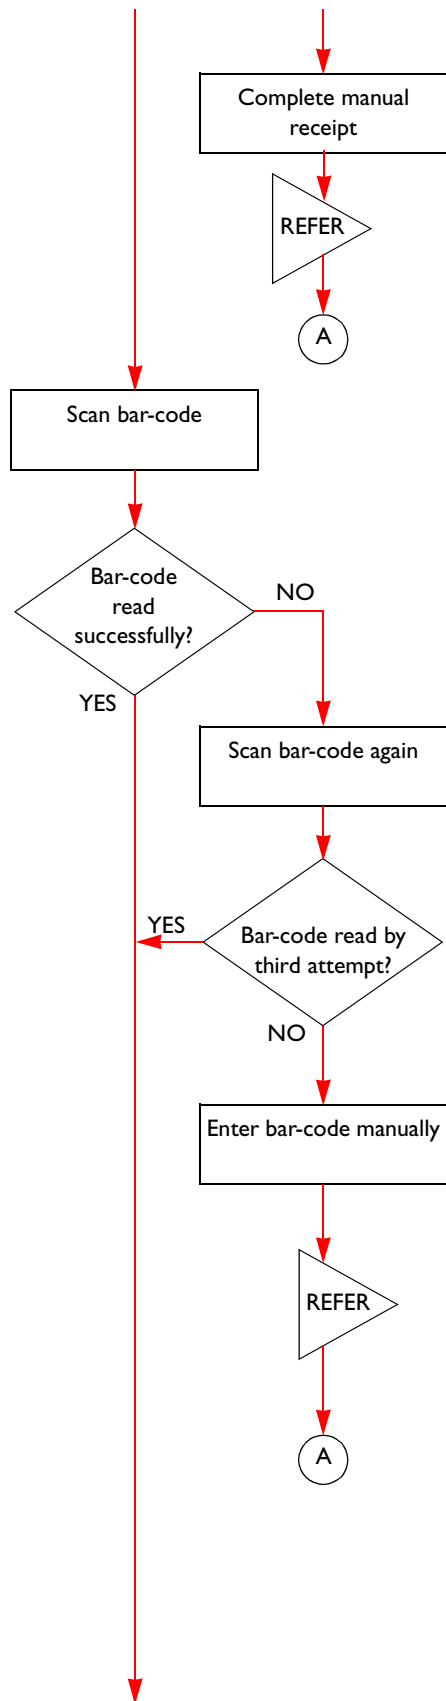 Complete manual
receipt
REFER
A
Scan bar-code
Bar-code
read
successfully?
NO
YES
Scan bar-code again
YES
Bar-code read by
third attempt?
NO
Enter bar-code manually
REFER
A